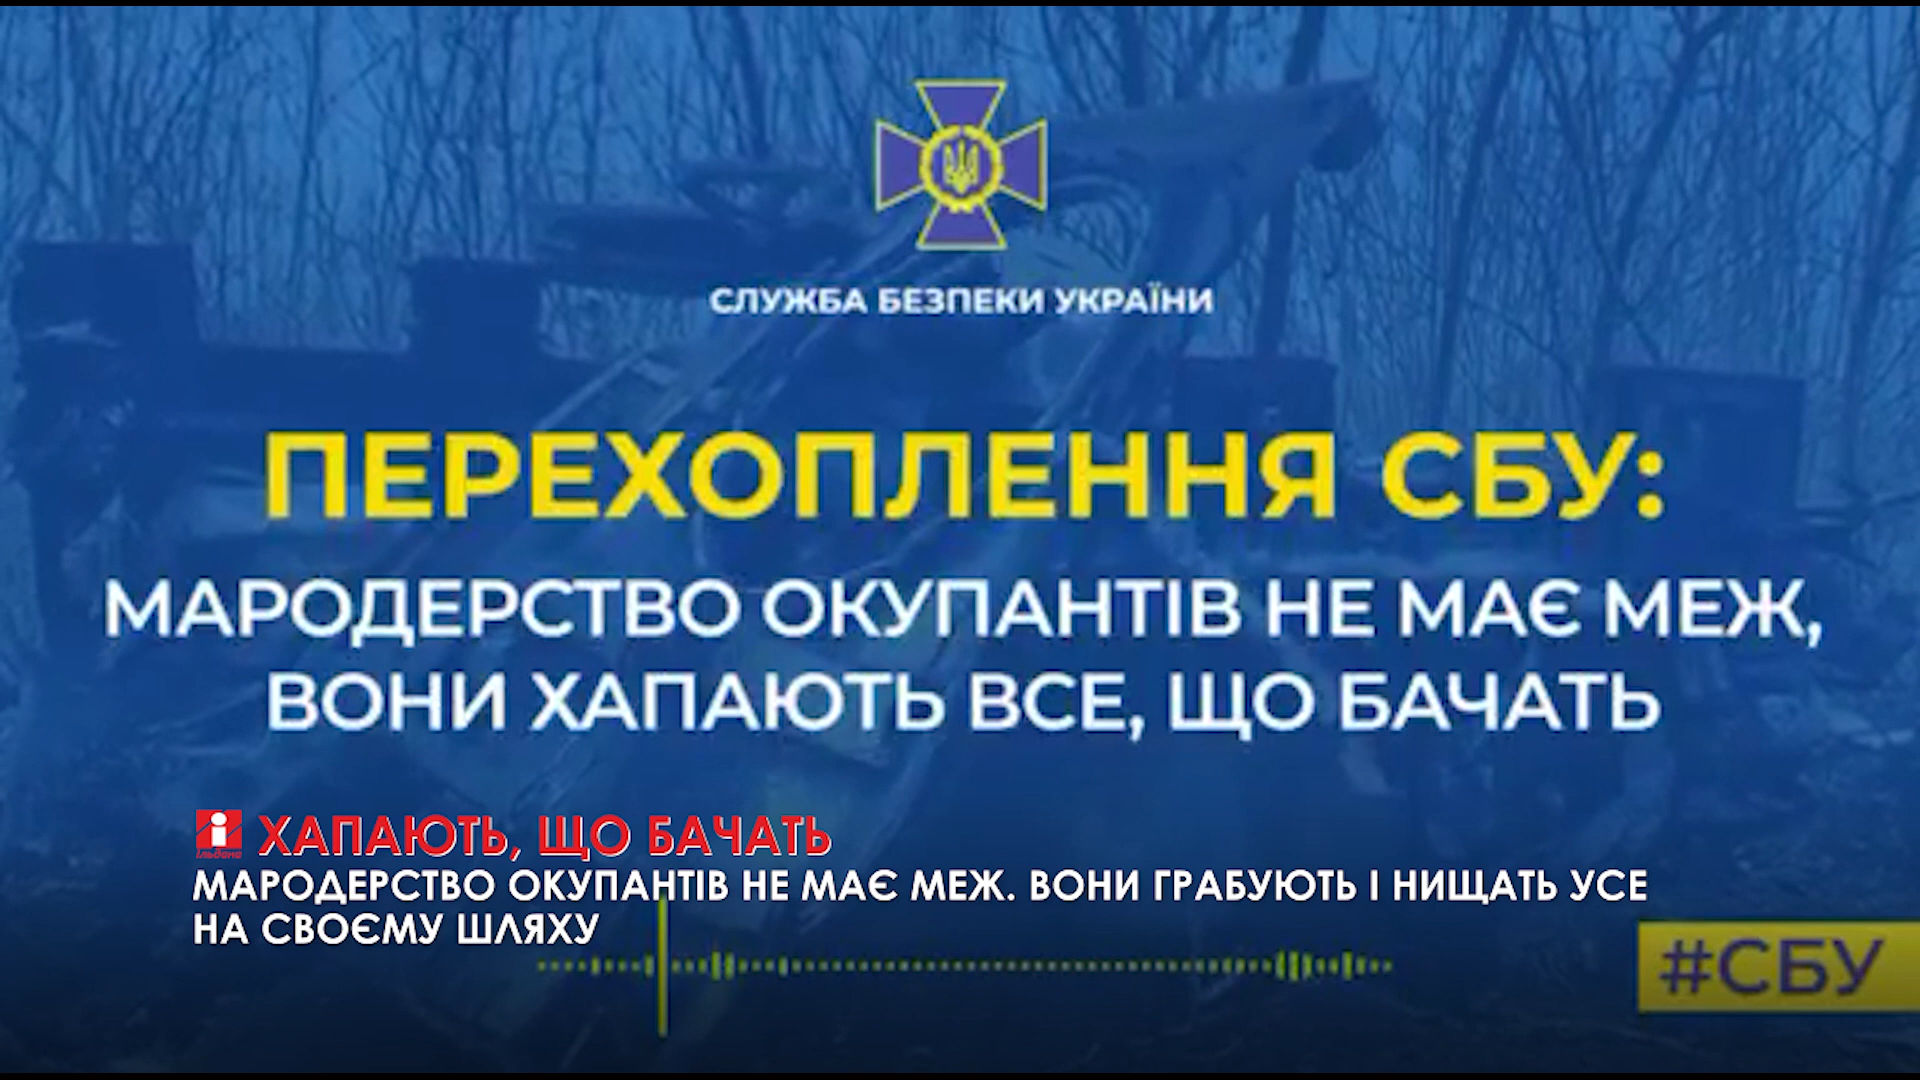 СЛУЖБА БЕЗПЕКИ УКРАЇНИ
ПЕРЕХОПЛЕННЯ СБУ:
МАРОДЕРСТВО ОКУПАНТІВ НЕ МАЄ МЕЖ,
ВОНИ ХАПАЮТЬ ВСЕ, ЩО БАЧАТЬ
Ільдана ХАПАЮТЬ, ЩО БАЧАТЬ
МАРОДЕРСТВО ОКУПАНТІВ НЕ МАЄ МЕЖ. ВОНИ ГРАБУЮТЬ І НИЩАТЬ УСЕ
НА СВОЄМУ ШЛЯХУ
#СБУ